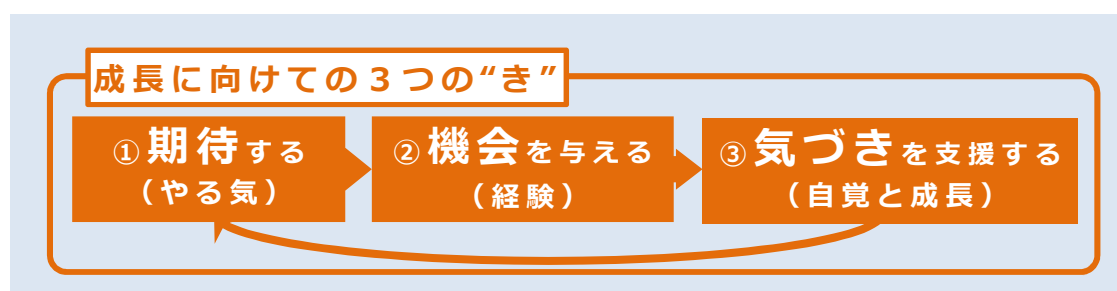 成長に向けての３つの“き”
①期待する
（やる気）
②機会を与える
（経験）
③気づきを支援する
（自覚と成長）